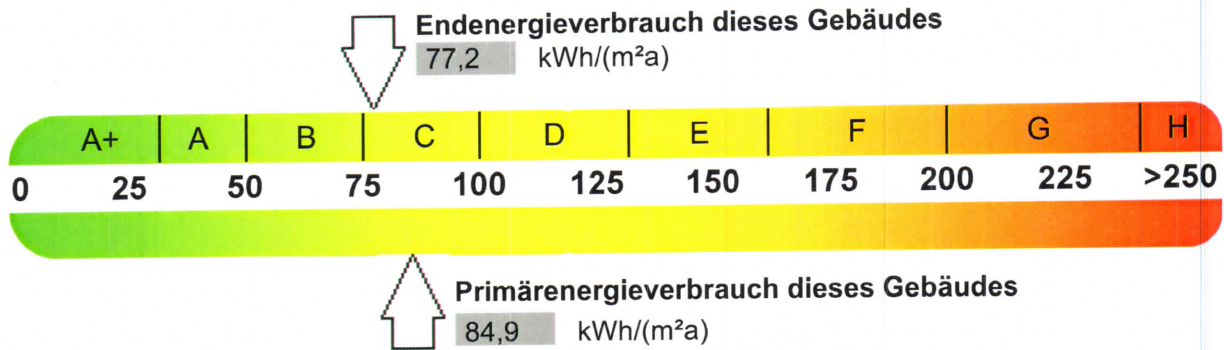 Endenergieverbrauch dieses Gebäudes
77,2 kWh/(m²a)
A+ A B C D E F G H
0 25 50 75 100 125 150 175 200 225 >250
Primärenergieverbrauch dieses Gebäudes
84,9 kWh/(m²a)